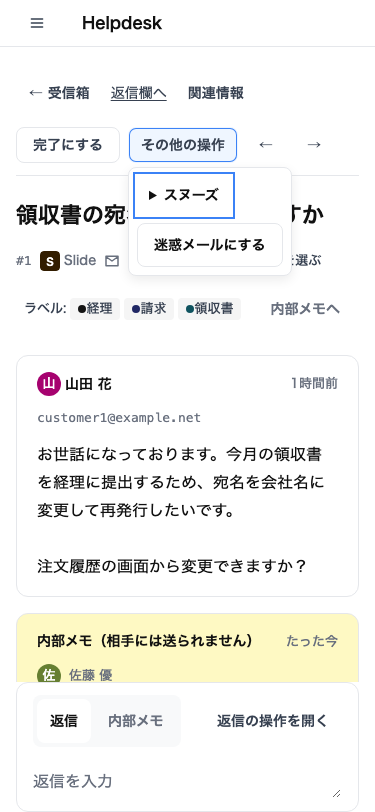 Helpdesk
← 受信箱 返信欄へ 関連情報
完了にする その他の操作 ← →
▶ スヌーズ
領収書の宛 すか
迷惑メールにする
#1 S Slide を選ぶ
ラベル: ●経理 ●請求 ●領収書 内部メモへ
山 山田 花 1時間前
customer1@example.net
お世話になっております。今月の領収書
を経理に提出するため、宛名を会社名に
変更して再発行したいです。
注文履歴の画面から変更できますか？
内部メモ（相手には送られません） たった今
佐 佐藤 優
返信 内部メモ 返信の操作を開く
返信を入力